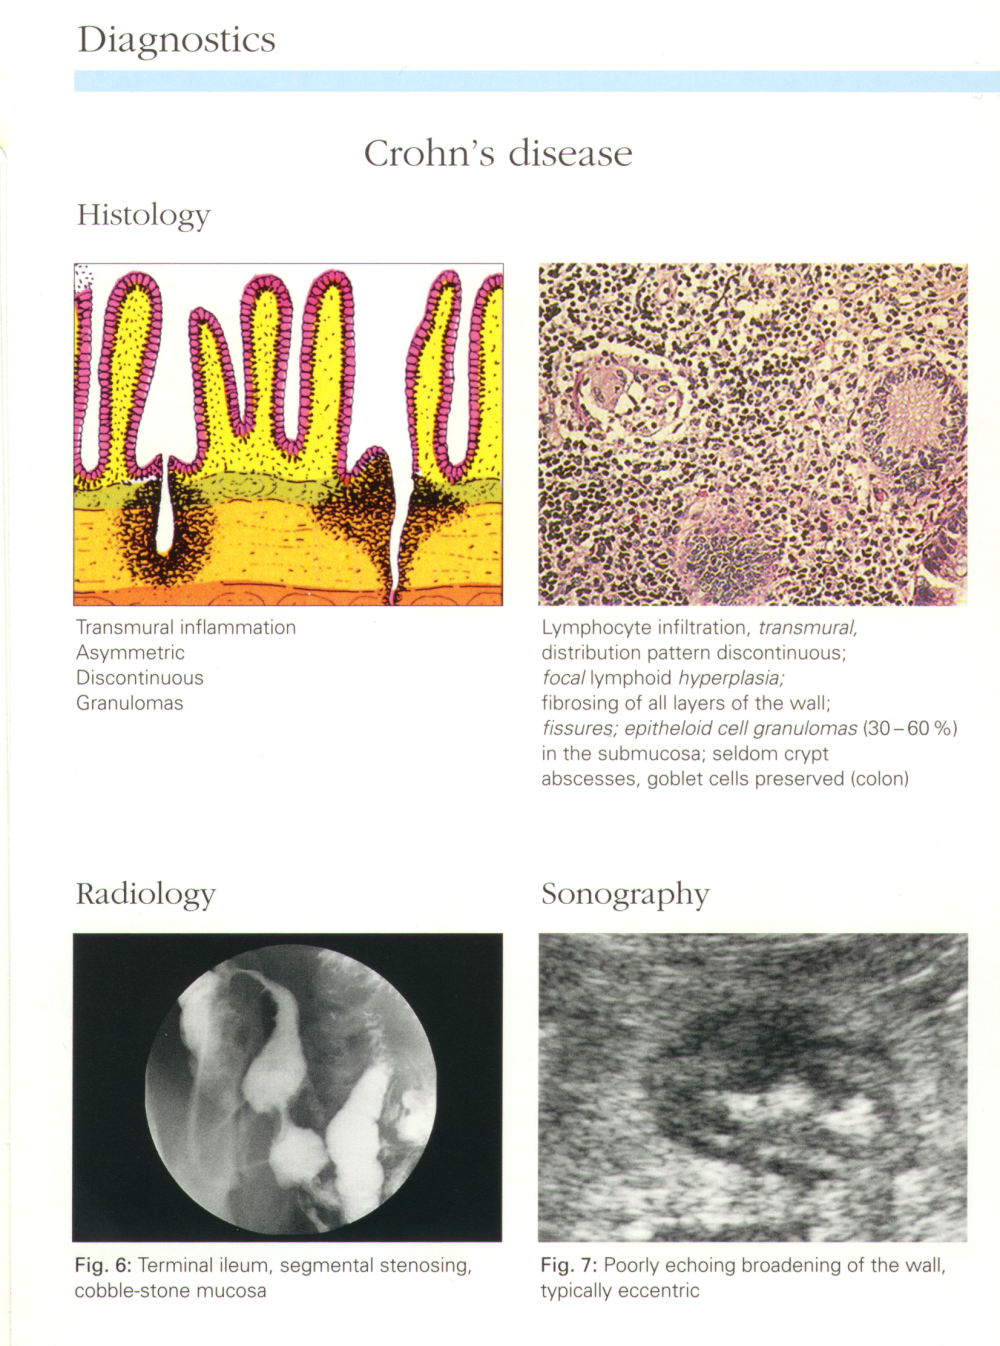 Diagnostics
Crohn's disease
Histology
Transmural inflammation
Asymmetric
Discontinuous
Granulomas
Lymphocyte infiltration, transmural,
distribution pattern discontinuous;
focal lymphoid hyperplasia;
fibrosing of all layers of the wall;
fissures; epitheloid cell granulomas (30–60 %)
in the submucosa; seldom crypt
abscesses, goblet cells preserved (colon)
Radiology
Sonography
Fig. 6: Terminal ileum, segmental stenosing,
cobble-stone mucosa
Fig. 7: Poorly echoing broadening of the wall,
typically eccentric